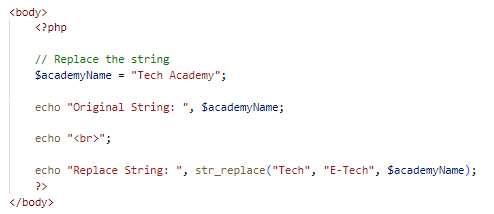 <body>
<?php
// Replace the string
$academyName = "Tech Academy";
echo "Original String: ", $academyName;
echo "<br>";
echo "Replace String: ", str_replace("Tech", "E-Tech", $academyName);
?>
</body>